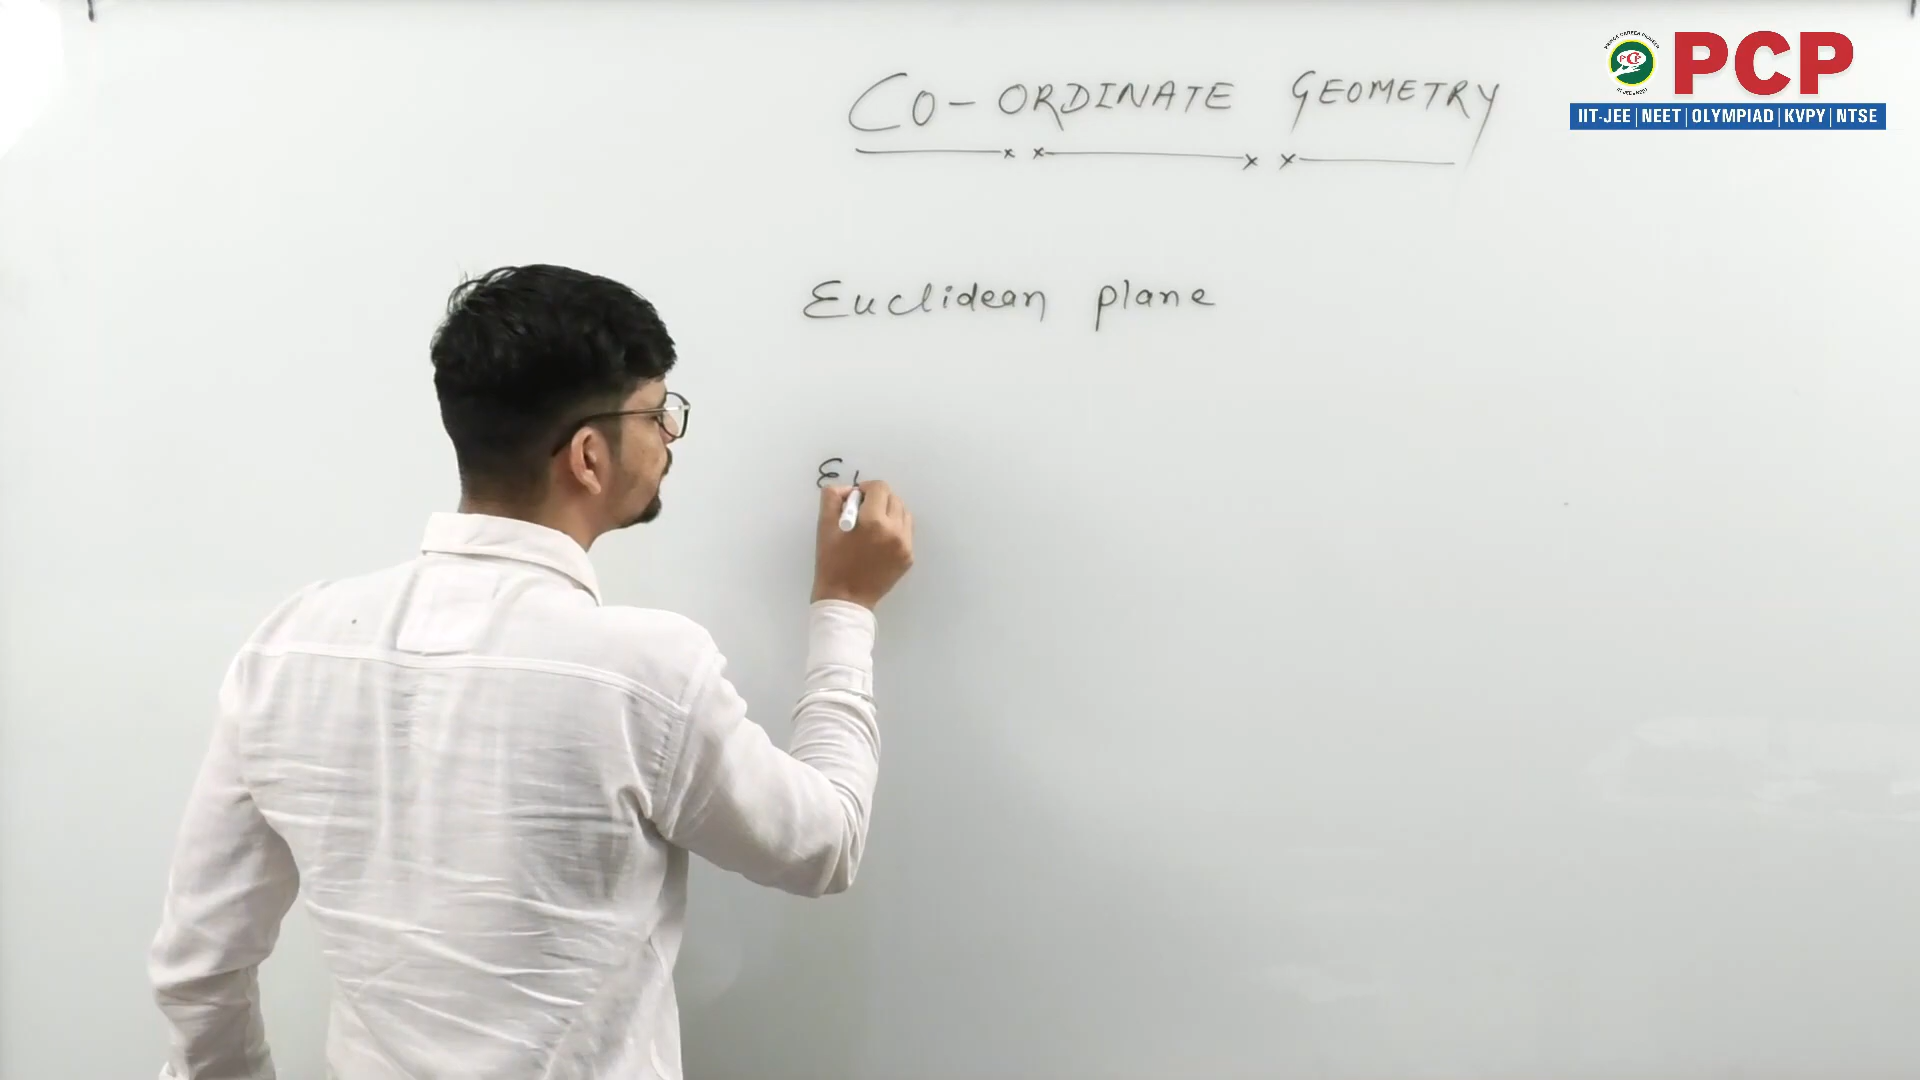 PCP
IIT-JEE | NEET | OLYMPIAD | KVPY | NTSE
CO-ORDINATE GEOMETRY
Euclidean plane